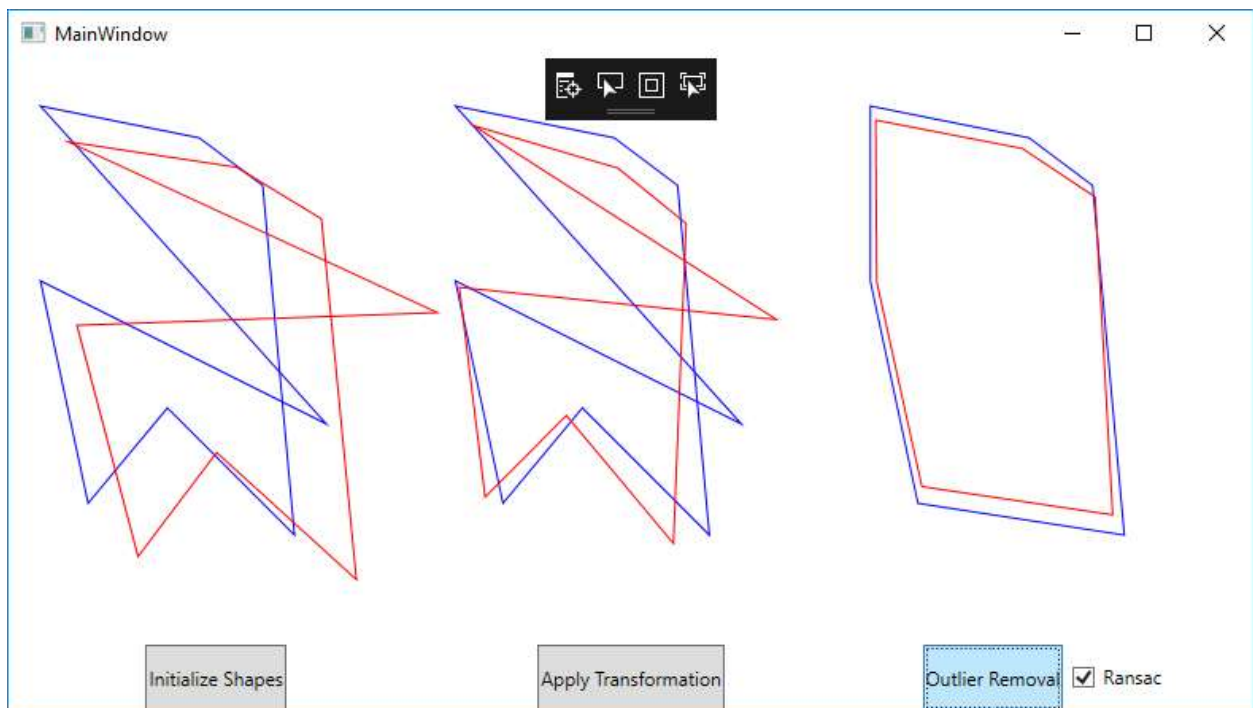 MainWindow
Initialize Shapes
Apply Transformation
Outlier Removal
Ransac